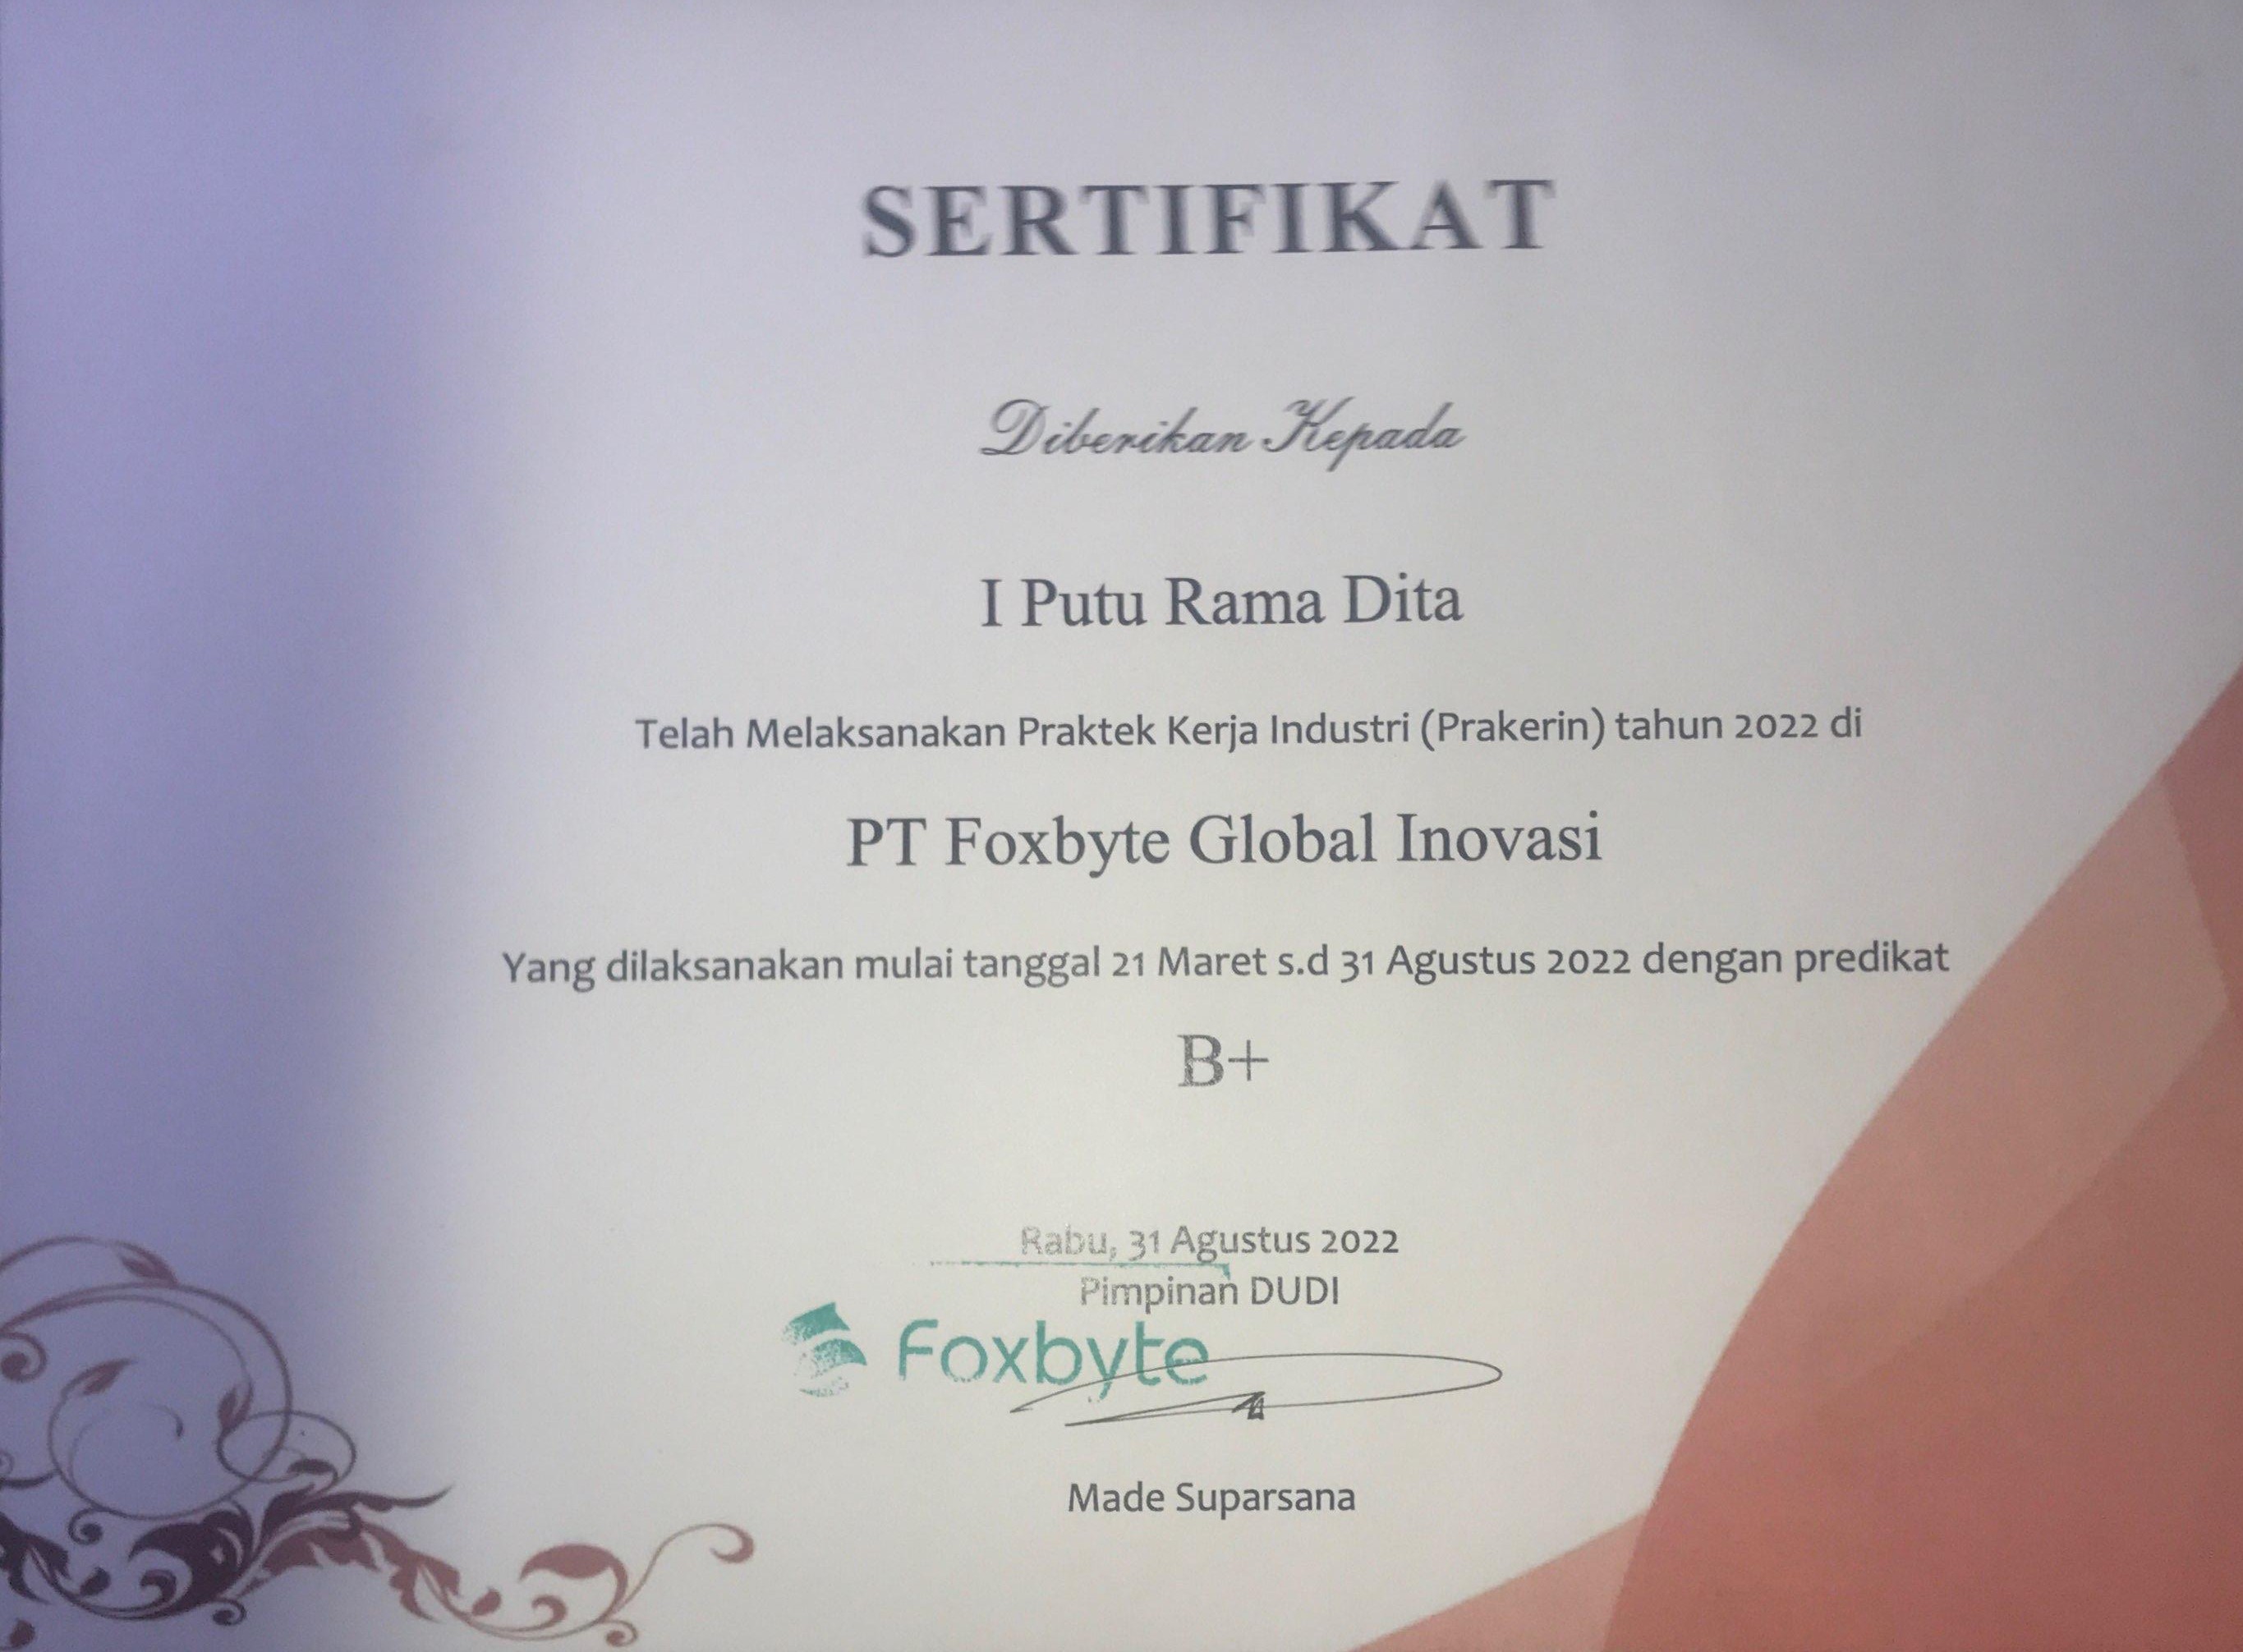 SERTIFIKAT
Diberikan Kepada
I Putu Rama Dita
Telah Melaksanakan Praktek Kerja Industri (Prakerin) tahun 2022 di
PT Foxbyte Global Inovasi
Yang dilaksanakan mulai tanggal 21 Maret s.d 31 Agustus 2022 dengan predikat
B+
Rabu, 31 Agustus 2022
Pimpinan DUDI
Foxbyte
Made Suparsana